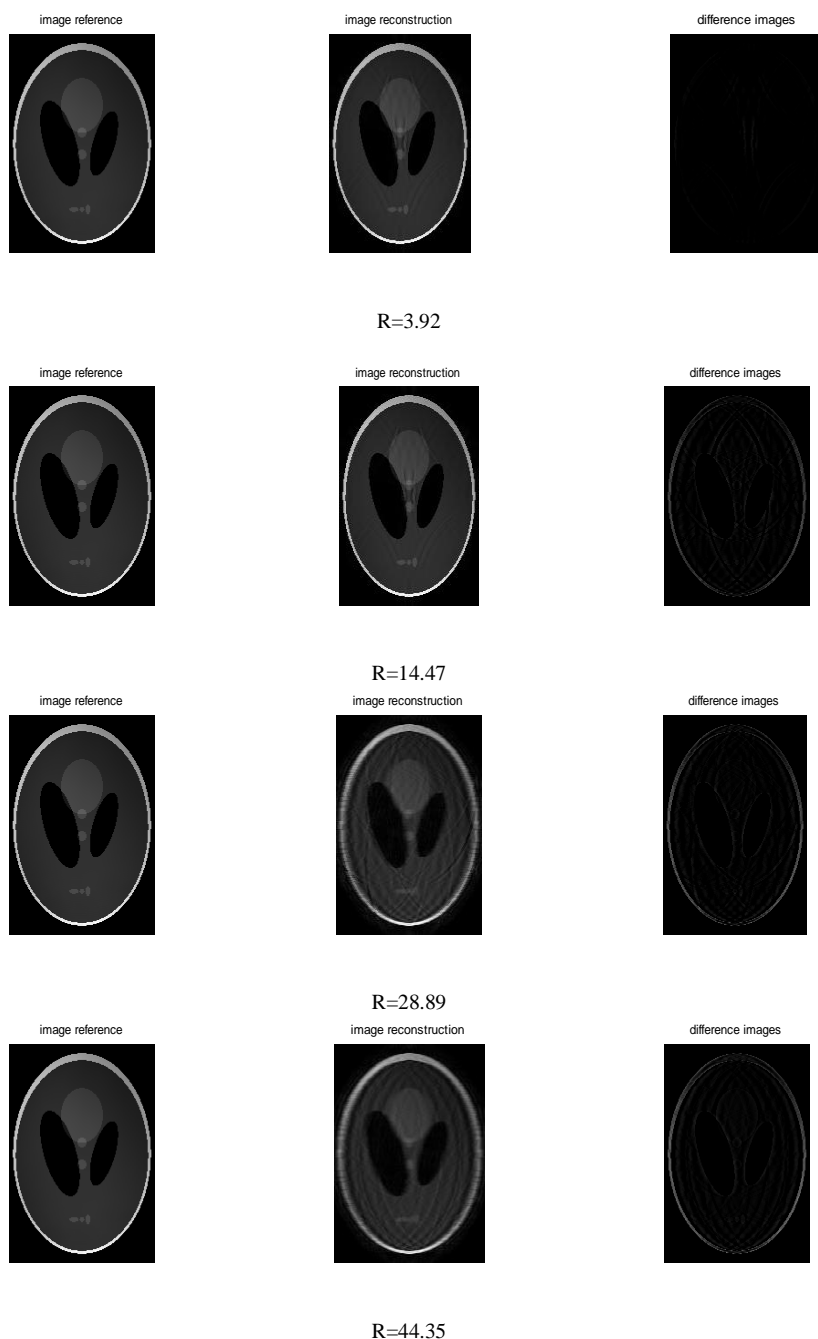 image reference image reconstruction difference images
R=3.92
image reference image reconstruction difference images
R=14.47
image reference image reconstruction difference images
R=28.89
image reference image reconstruction difference images
R=44.35